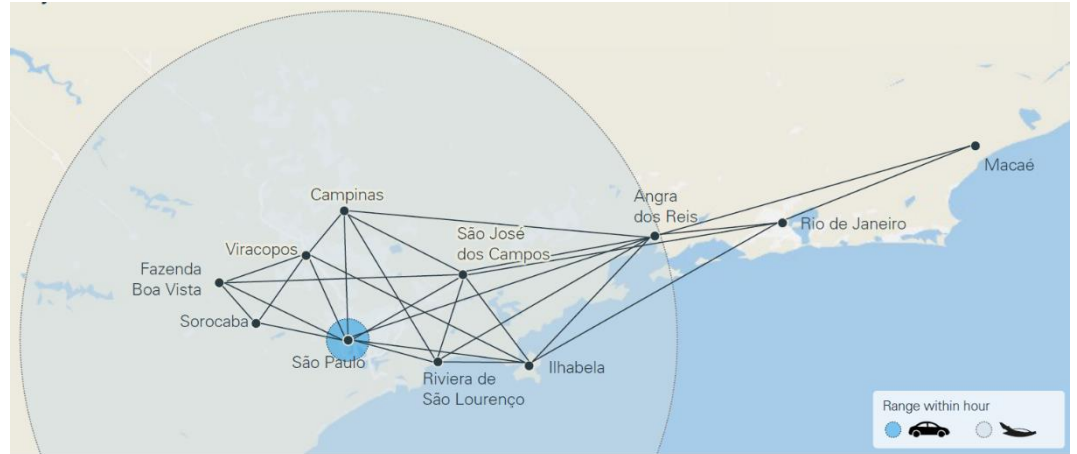 Campinas
Viracopos
Fazenda
Boa Vista
Sorocaba
São Paulo
São José
dos Campos
Riviera de
São Lourenço
Ilhabela
Angra
dos Reis
Rio de Janeiro
Macaé
Range within hour